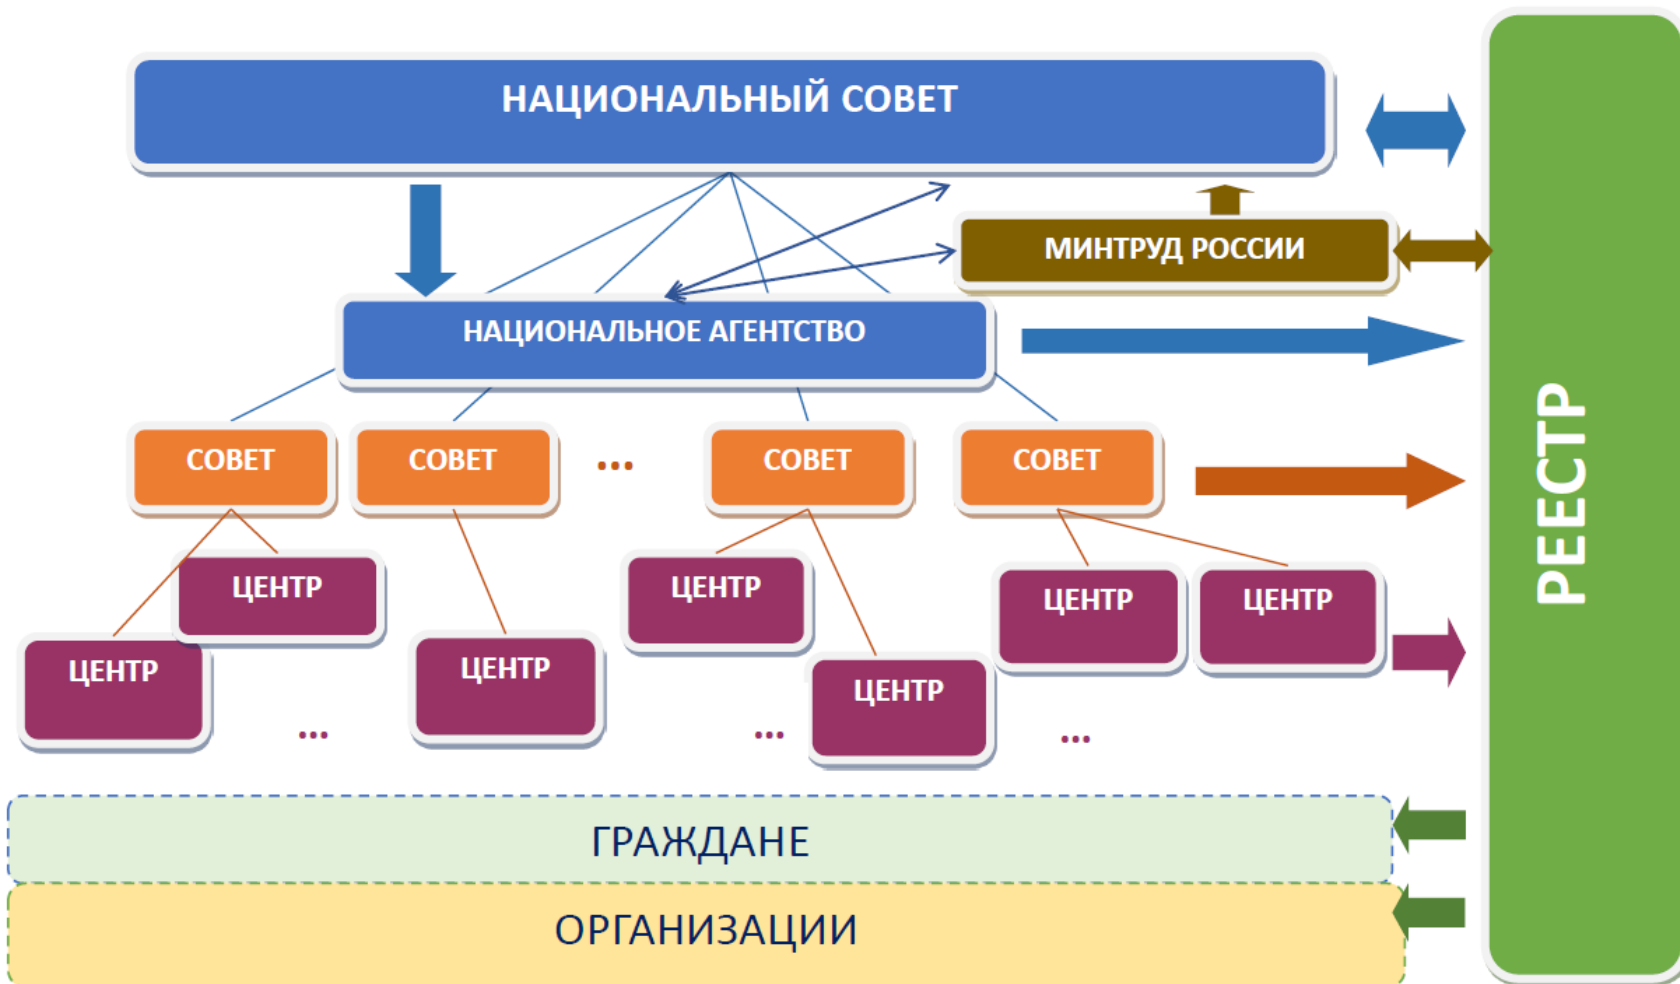 НАЦИОНАЛЬНЫЙ СОВЕТ
МИНТРУД РОССИИ
НАЦИОНАЛЬНОЕ АГЕНТСТВО
СОВЕТ
СОВЕТ
...
СОВЕТ
СОВЕТ
ЦЕНТР
ЦЕНТР
ЦЕНТР
ЦЕНТР
ЦЕНТР
ЦЕНТР
ЦЕНТР
...
...
...
ГРАЖДАНЕ
ОРГАНИЗАЦИИ
РЕЕСТР